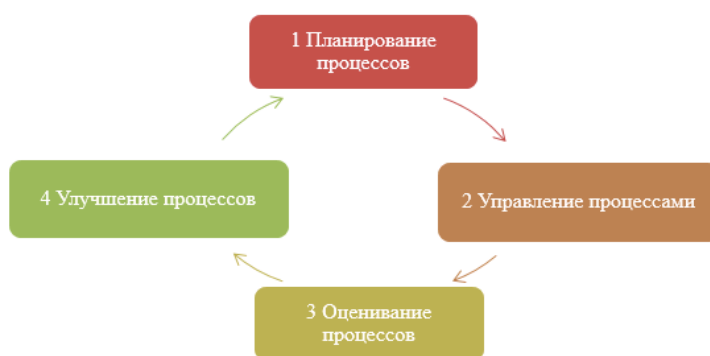 1 Планирование
процессов
2 Управление процессами
3 Оценивание
процессов
4 Улучшение процессов